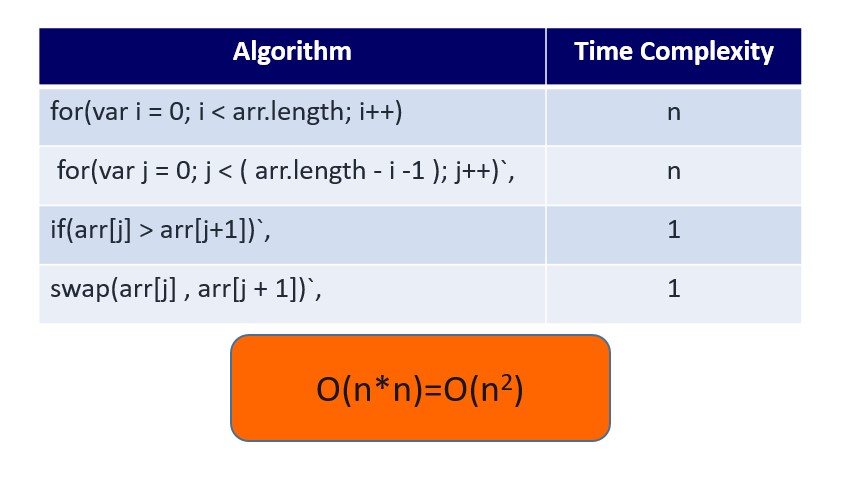 Algorithm Time Complexity
for(var i = 0; i < arr.length; i++) n
for(var j = 0; j < ( arr.length - i -1 ); j++)`, n
if(arr[j] > arr[j+1])`, 1
swap(arr[j] , arr[j + 1])`, 1
O(n*n)=O(n²)